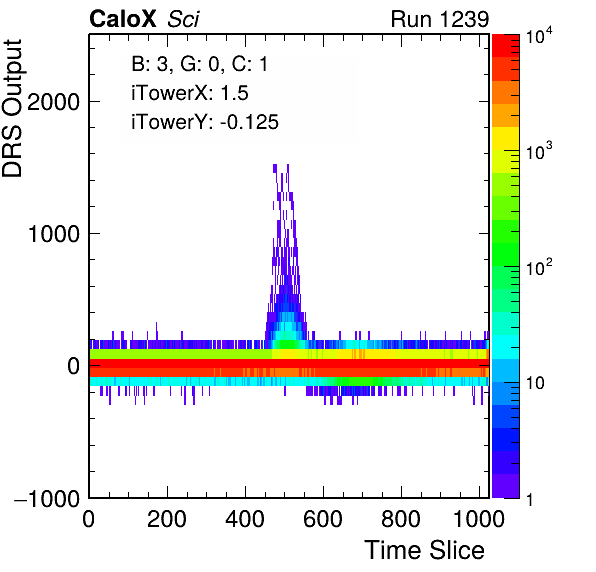 CaloX Sci Run 1239
B: 3, G: 0, C: 1
iTowerX: 1.5
iTowerY: -0.125
DRS Output
2000
1000
0
−1000
0 200 400 600 800 1000
Time Slice
10^4
10^3
10^2
10
1